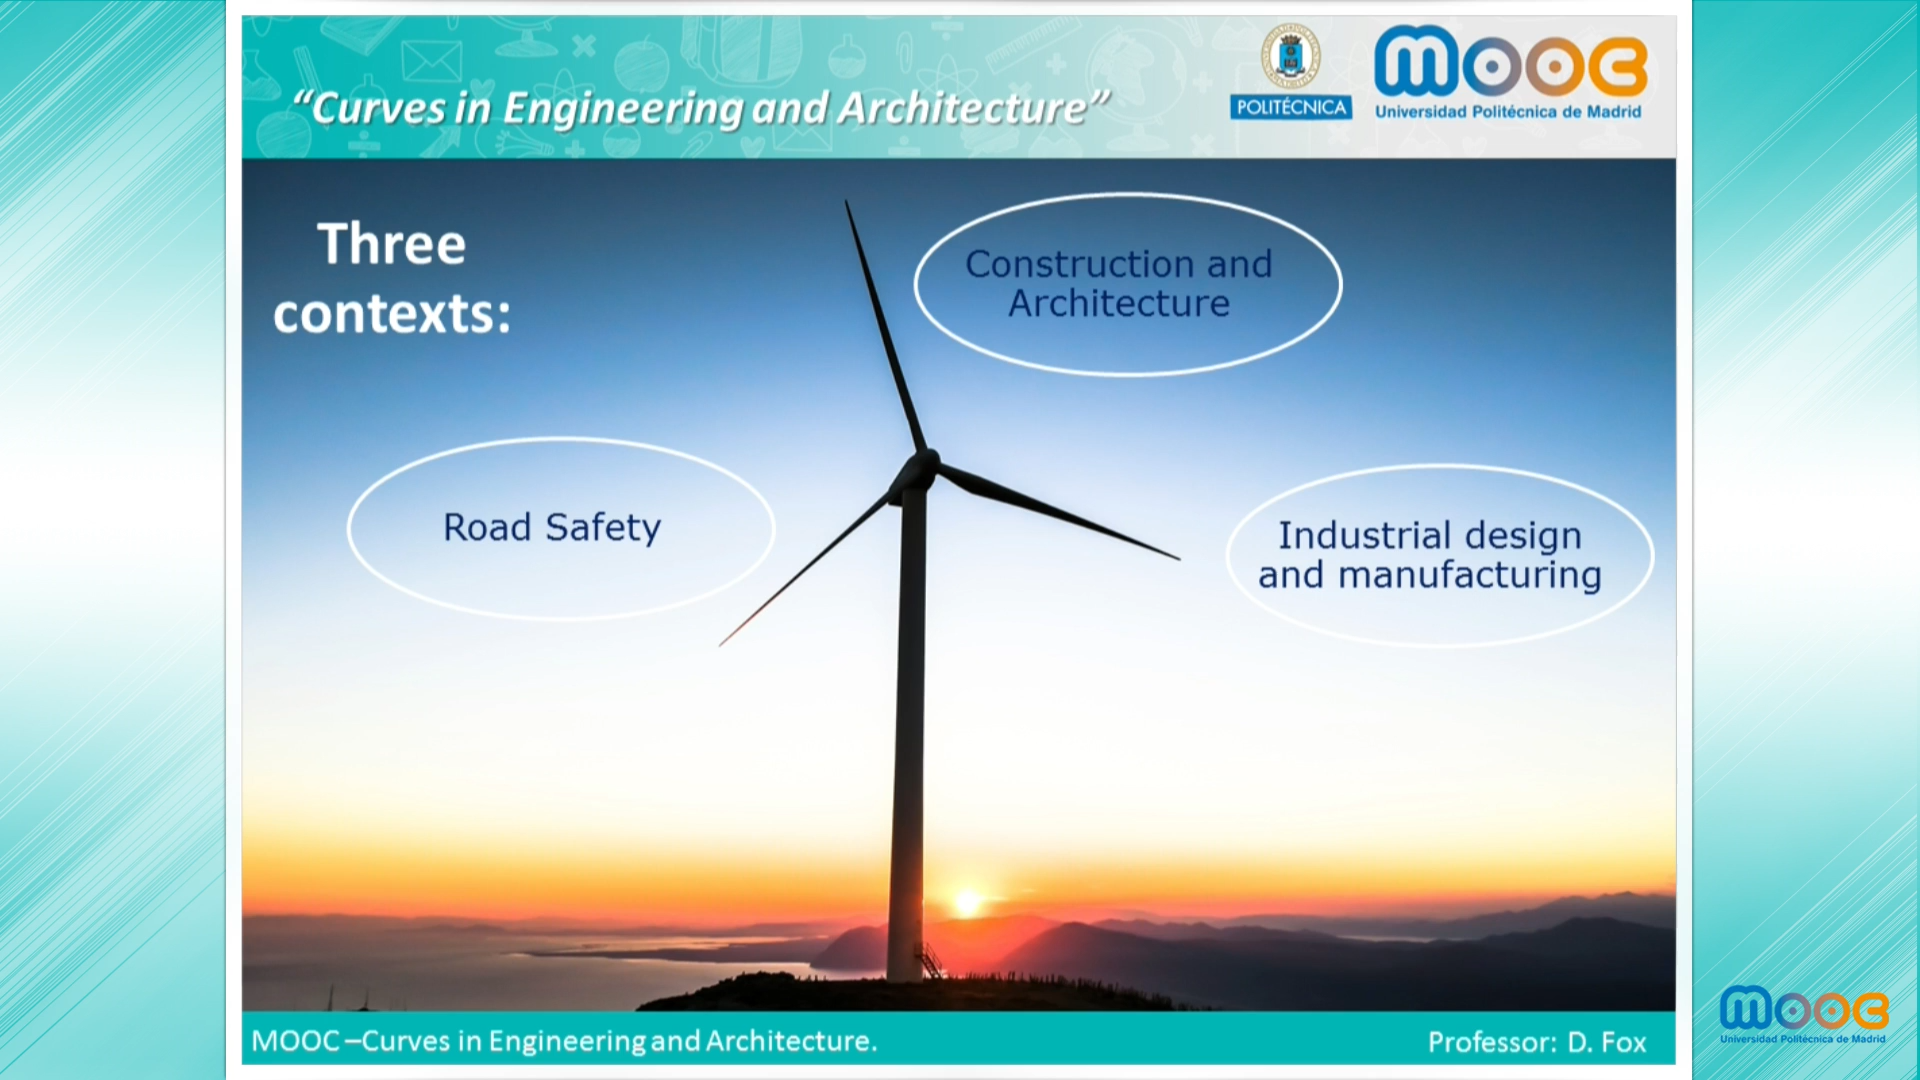 “Curves in Engineering and Architecture”
POLITÉCNICA
mooc
Universidad Politécnica de Madrid
Three
contexts:
Construction and
Architecture
Road Safety
Industrial design
and manufacturing
MOOC –Curves in Engineering and Architecture.
Professor: D. Fox
mooc
Universidad Politécnica de Madrid